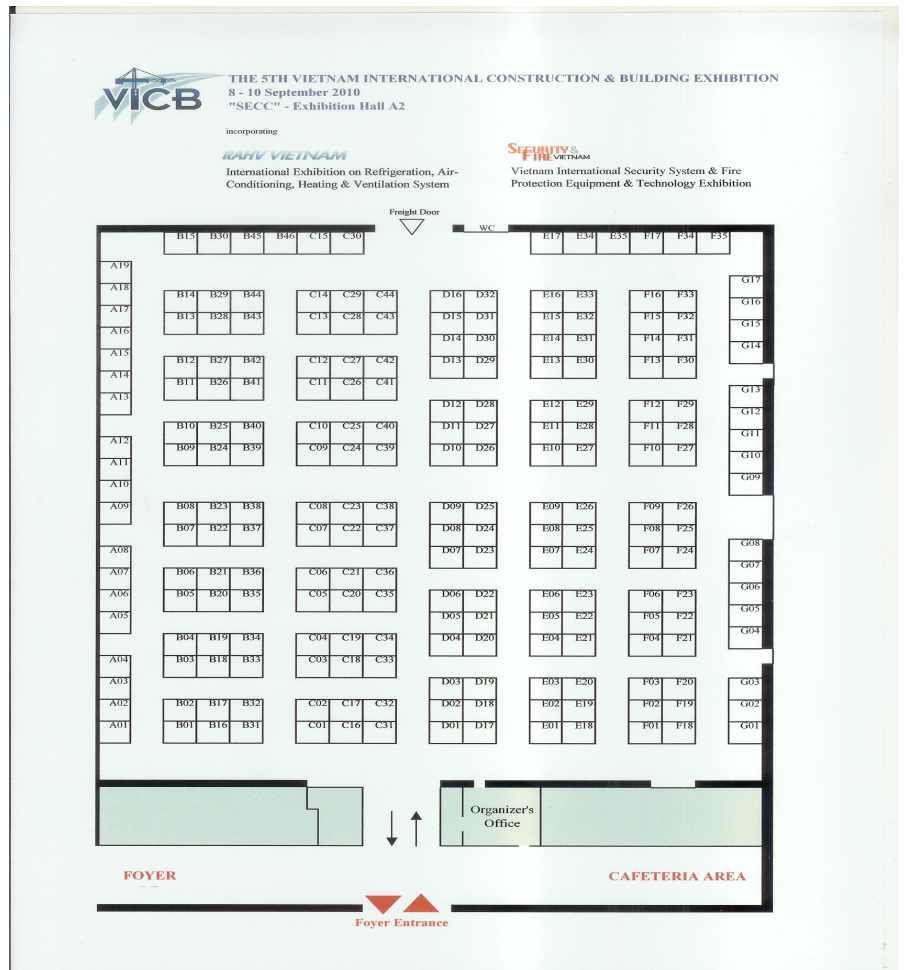 VICB
THE 5TH VIETNAM INTERNATIONAL CONSTRUCTION & BUILDING EXHIBITION
8 - 10 September 2010
"SECC" - Exhibition Hall A2
incorporating
RAHV VIETNAM
International Exhibition on Refrigeration, Air-
Conditioning, Heating & Ventilation System
SECURITY &
FIRE VIETNAM
Vietnam International Security System & Fire
Protection Equipment & Technology Exhibition
Freight Door
WC
B15 B30 B45 B46 C15 C30 E17 E34 E35 F17 F34 F35
A19
G17
A18
B14 B29 B44 C14 C29 C44 D16 D32 E16 E33 F16 F33
G16
A17
B13 B28 B43 C13 C28 C43 D15 D31 E15 E32 F15 F32
G15
A16
D14 D30 E14 E31 F14 F31
G14
A15
B12 B27 B42 C12 C27 C42 D13 D29 E13 E30 F13 F30
A14
B11 B26 B41 C11 C26 C41
G13
A13
D12 D28 E12 E29 F12 F29
G12
B10 B25 B40 C10 C25 C40 D11 D27 E11 E28 F11 F28
G11
A12
B09 B24 B39 C09 C24 C39 D10 D26 E10 E27 F10 F27
G10
A11
G09
A10
A09 B08 B23 B38 C08 C23 C38 D09 D25 E09 E26 F09 F26
B07 B22 B37 C07 C22 C37 D08 D24 E08 E25 F08 F25
G08
A08
D07 D23 E07 E24 F07 F24
G07
A07 B06 B21 B36 C06 C21 C36
G06
A06 B05 B20 B35 C05 C20 C35 D06 D22 E06 E23 F06 F23
G05
A05
D05 D21 E05 E22 F05 F22
G04
B04 B19 B34 C04 C19 C34 D04 D20 E04 E21 F04 F21
A04 B03 B18 B33 C03 C18 C33
A03 D03 D19 E03 E20 F03 F20 G03
A02 B02 B17 B32 C02 C17 C32 D02 D18 E02 E19 F02 F19 G02
A01 B01 B16 B31 C01 C16 C31 D01 D17 E01 E18 F01 F18 G01
Organizer's
Office
FOYER
CAFETERIA AREA
Foyer Entrance